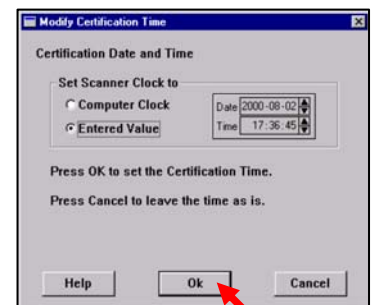 Modify Certification Time
Certification Date and Time
Set Scanner Clock to
Computer Clock
Date 2000-08-02
Entered Value
Time 17:36:45
Press OK to set the Certification Time.
Press Cancel to leave the time as is.
Help Ok Cancel